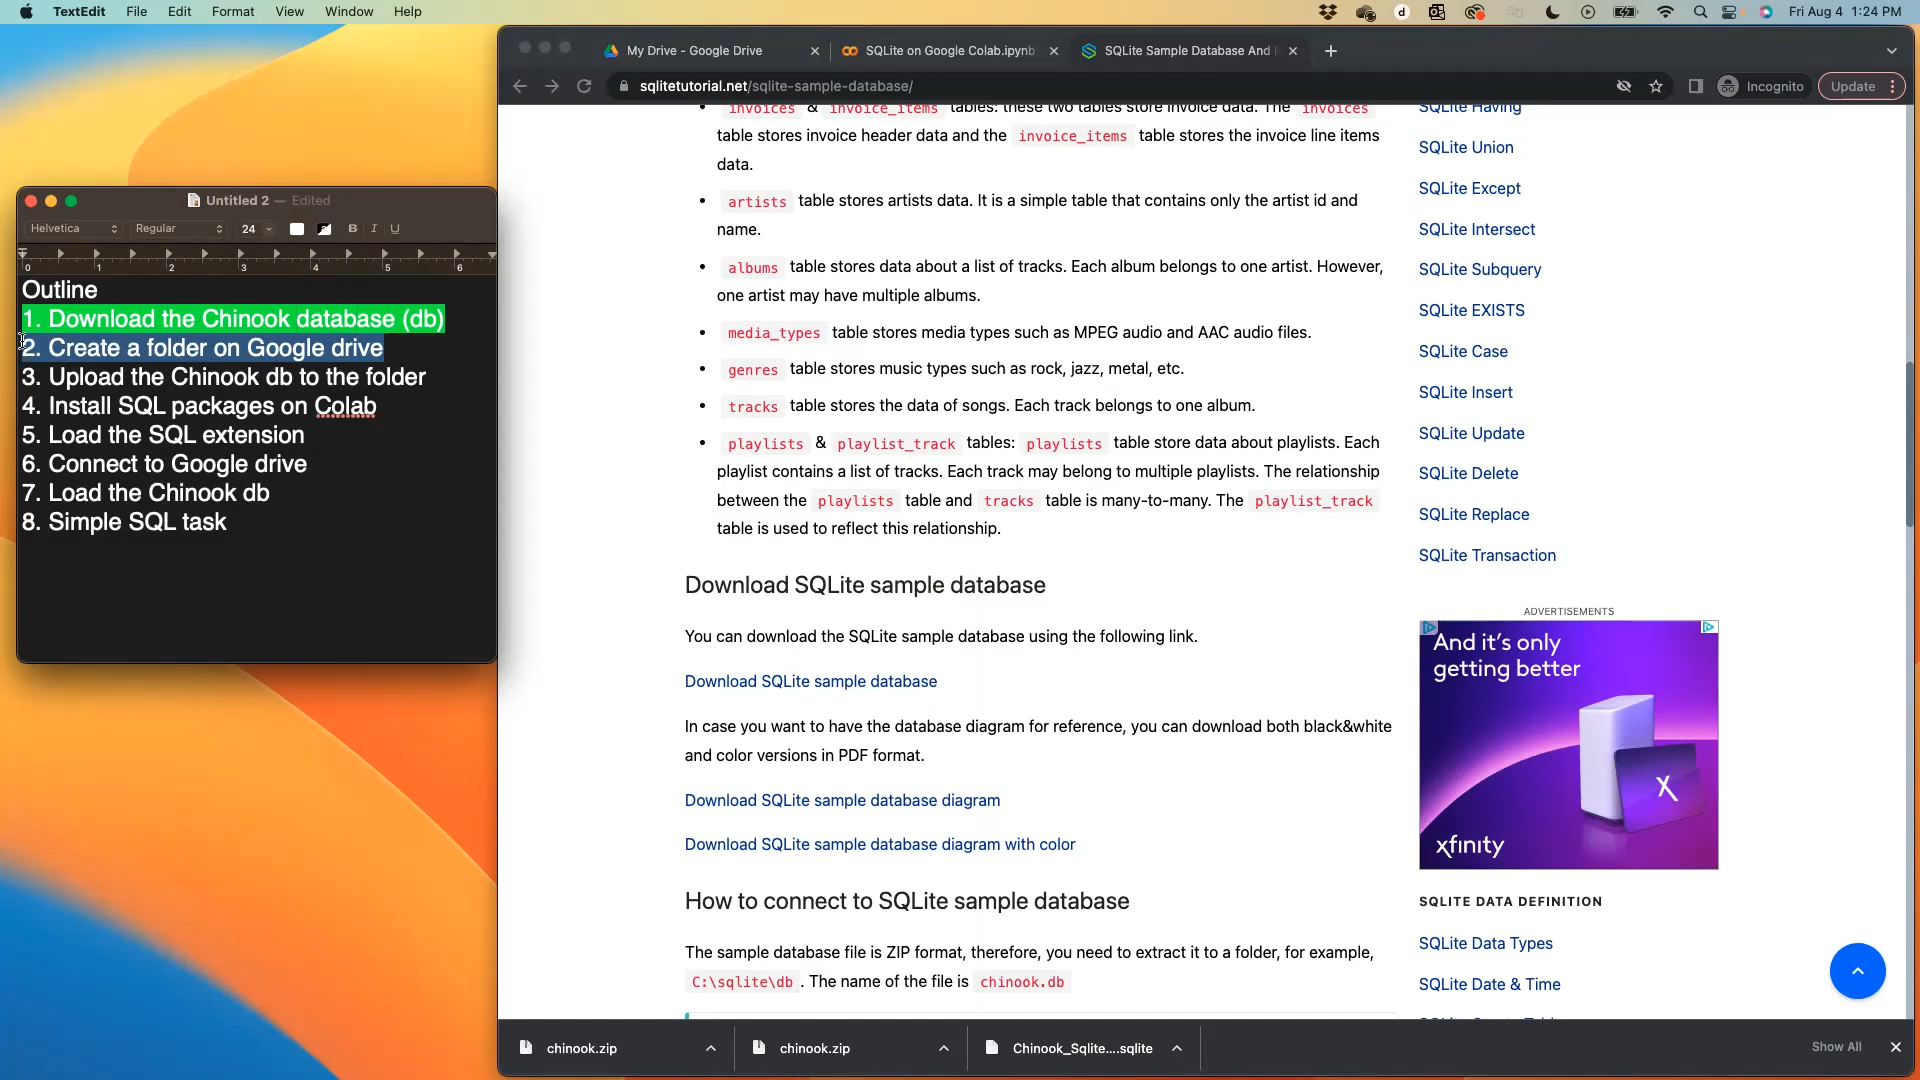 TextEdit File Edit Format View Window Help
Fri Aug 4 1:24 PM
My Drive - Google Drive
SQLite on Google Colab.ipynb
SQLite Sample Database And
sqlitetutorial.net/sqlite-sample-database/
Incognito
Update
Untitled 2 — Edited
Helvetica Regular 24 B I U
0 1 2 3 4 5 6
Outline
1. Download the Chinook database (db)
2. Create a folder on Google drive
3. Upload the Chinook db to the folder
4. Install SQL packages on Colab
5. Load the SQL extension
6. Connect to Google drive
7. Load the Chinook db
8. Simple SQL task
invoices & invoice_items tables: these two tables store invoice data. The invoices
table stores invoice header data and the invoice_items table stores the invoice line items
data.
artists table stores artists data. It is a simple table that contains only the artist id and
name.
albums table stores data about a list of tracks. Each album belongs to one artist. However,
one artist may have multiple albums.
media_types table stores media types such as MPEG audio and AAC audio files.
genres table stores music types such as rock, jazz, metal, etc.
tracks table stores the data of songs. Each track belongs to one album.
playlists & playlist_track tables: playlists table store data about playlists. Each
playlist contains a list of tracks. Each track may belong to multiple playlists. The relationship
between the playlists table and tracks table is many-to-many. The playlist_track
table is used to reflect this relationship.
Download SQLite sample database
You can download the SQLite sample database using the following link.
Download SQLite sample database
In case you want to have the database diagram for reference, you can download both black&white
and color versions in PDF format.
Download SQLite sample database diagram
Download SQLite sample database diagram with color
How to connect to SQLite sample database
The sample database file is ZIP format, therefore, you need to extract it to a folder, for example,
C:\sqlite\db . The name of the file is chinook.db
SQLite Having
SQLite Union
SQLite Except
SQLite Intersect
SQLite Subquery
SQLite EXISTS
SQLite Case
SQLite Insert
SQLite Update
SQLite Delete
SQLite Replace
SQLite Transaction
ADVERTISEMENTS
And it's only
getting better
X
xfinity
SQLITE DATA DEFINITION
SQLite Data Types
SQLite Date & Time
chinook.zip
chinook.zip
Chinook_Sqlite....sqlite
Show All